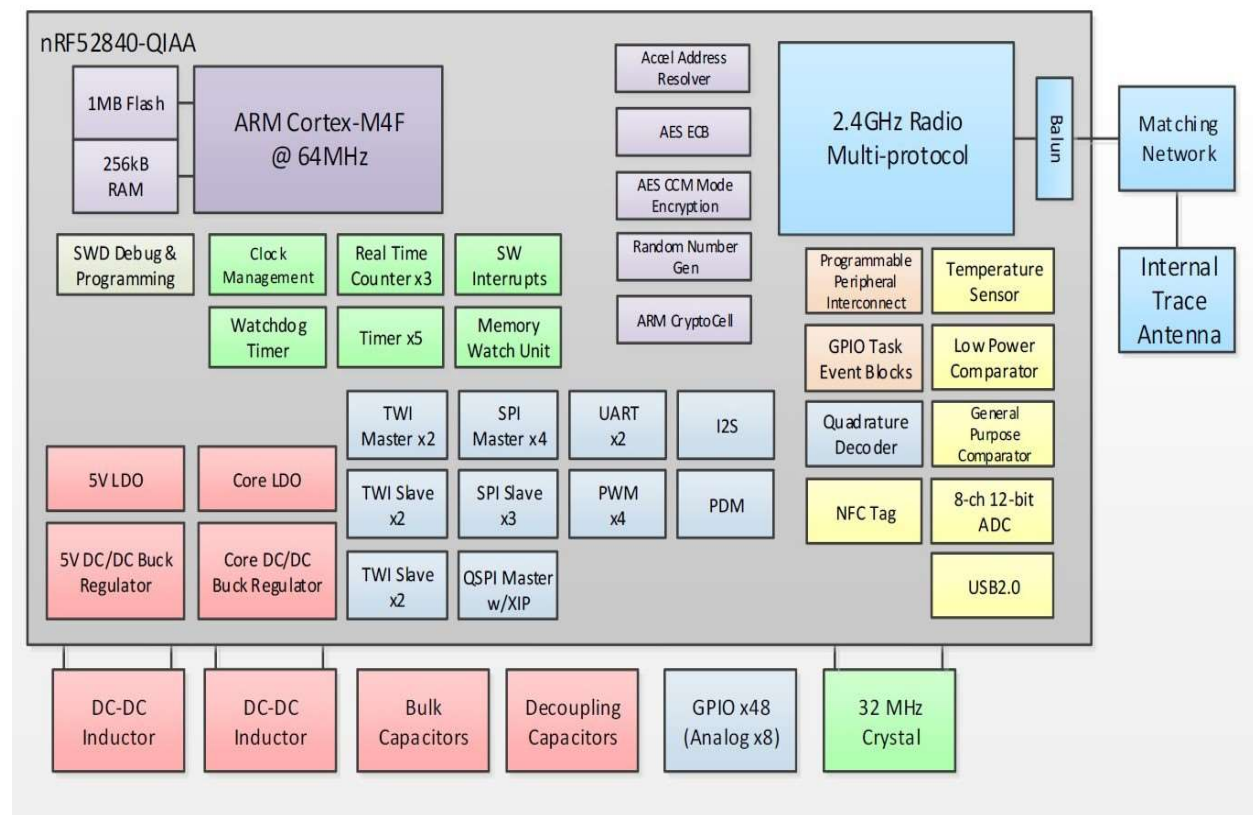 nRF52840-QIAA
1MB Flash
256kB
RAM
ARM Cortex-M4F
@ 64MHz
Accel Address
Resolver
AES ECB
AES CCM Mode
Encryption
Random Number
Gen
ARM CryptoCell
2.4GHz Radio
Multi-protocol
Balun
Matching
Network
Internal
Trace
Antenna
SWD Debug &
Programming
Clock
Management
Real Time
Counter x3
SW
Interrupts
Watchdog
Timer
Timer x5
Memory
Watch Unit
Programmable
Peripheral
Interconnect
Temperature
Sensor
GPIO Task
Event Blocks
Low Power
Comparator
Quadrature
Decoder
General
Purpose
Comparator
NFC Tag
8-ch 12-bit
ADC
USB2.0
TWI
Master x2
SPI
Master x4
UART
x2
I2S
TWI Slave
x2
SPI Slave
x3
PWM
x4
PDM
TWI Slave
x2
QSPI Master
w/XIP
5V LDO
Core LDO
5V DC/DC Buck
Regulator
Core DC/DC
Buck Regulator
DC-DC
Inductor
DC-DC
Inductor
Bulk
Capacitors
Decoupling
Capacitors
GPIO x48
(Analog x8)
32 MHz
Crystal